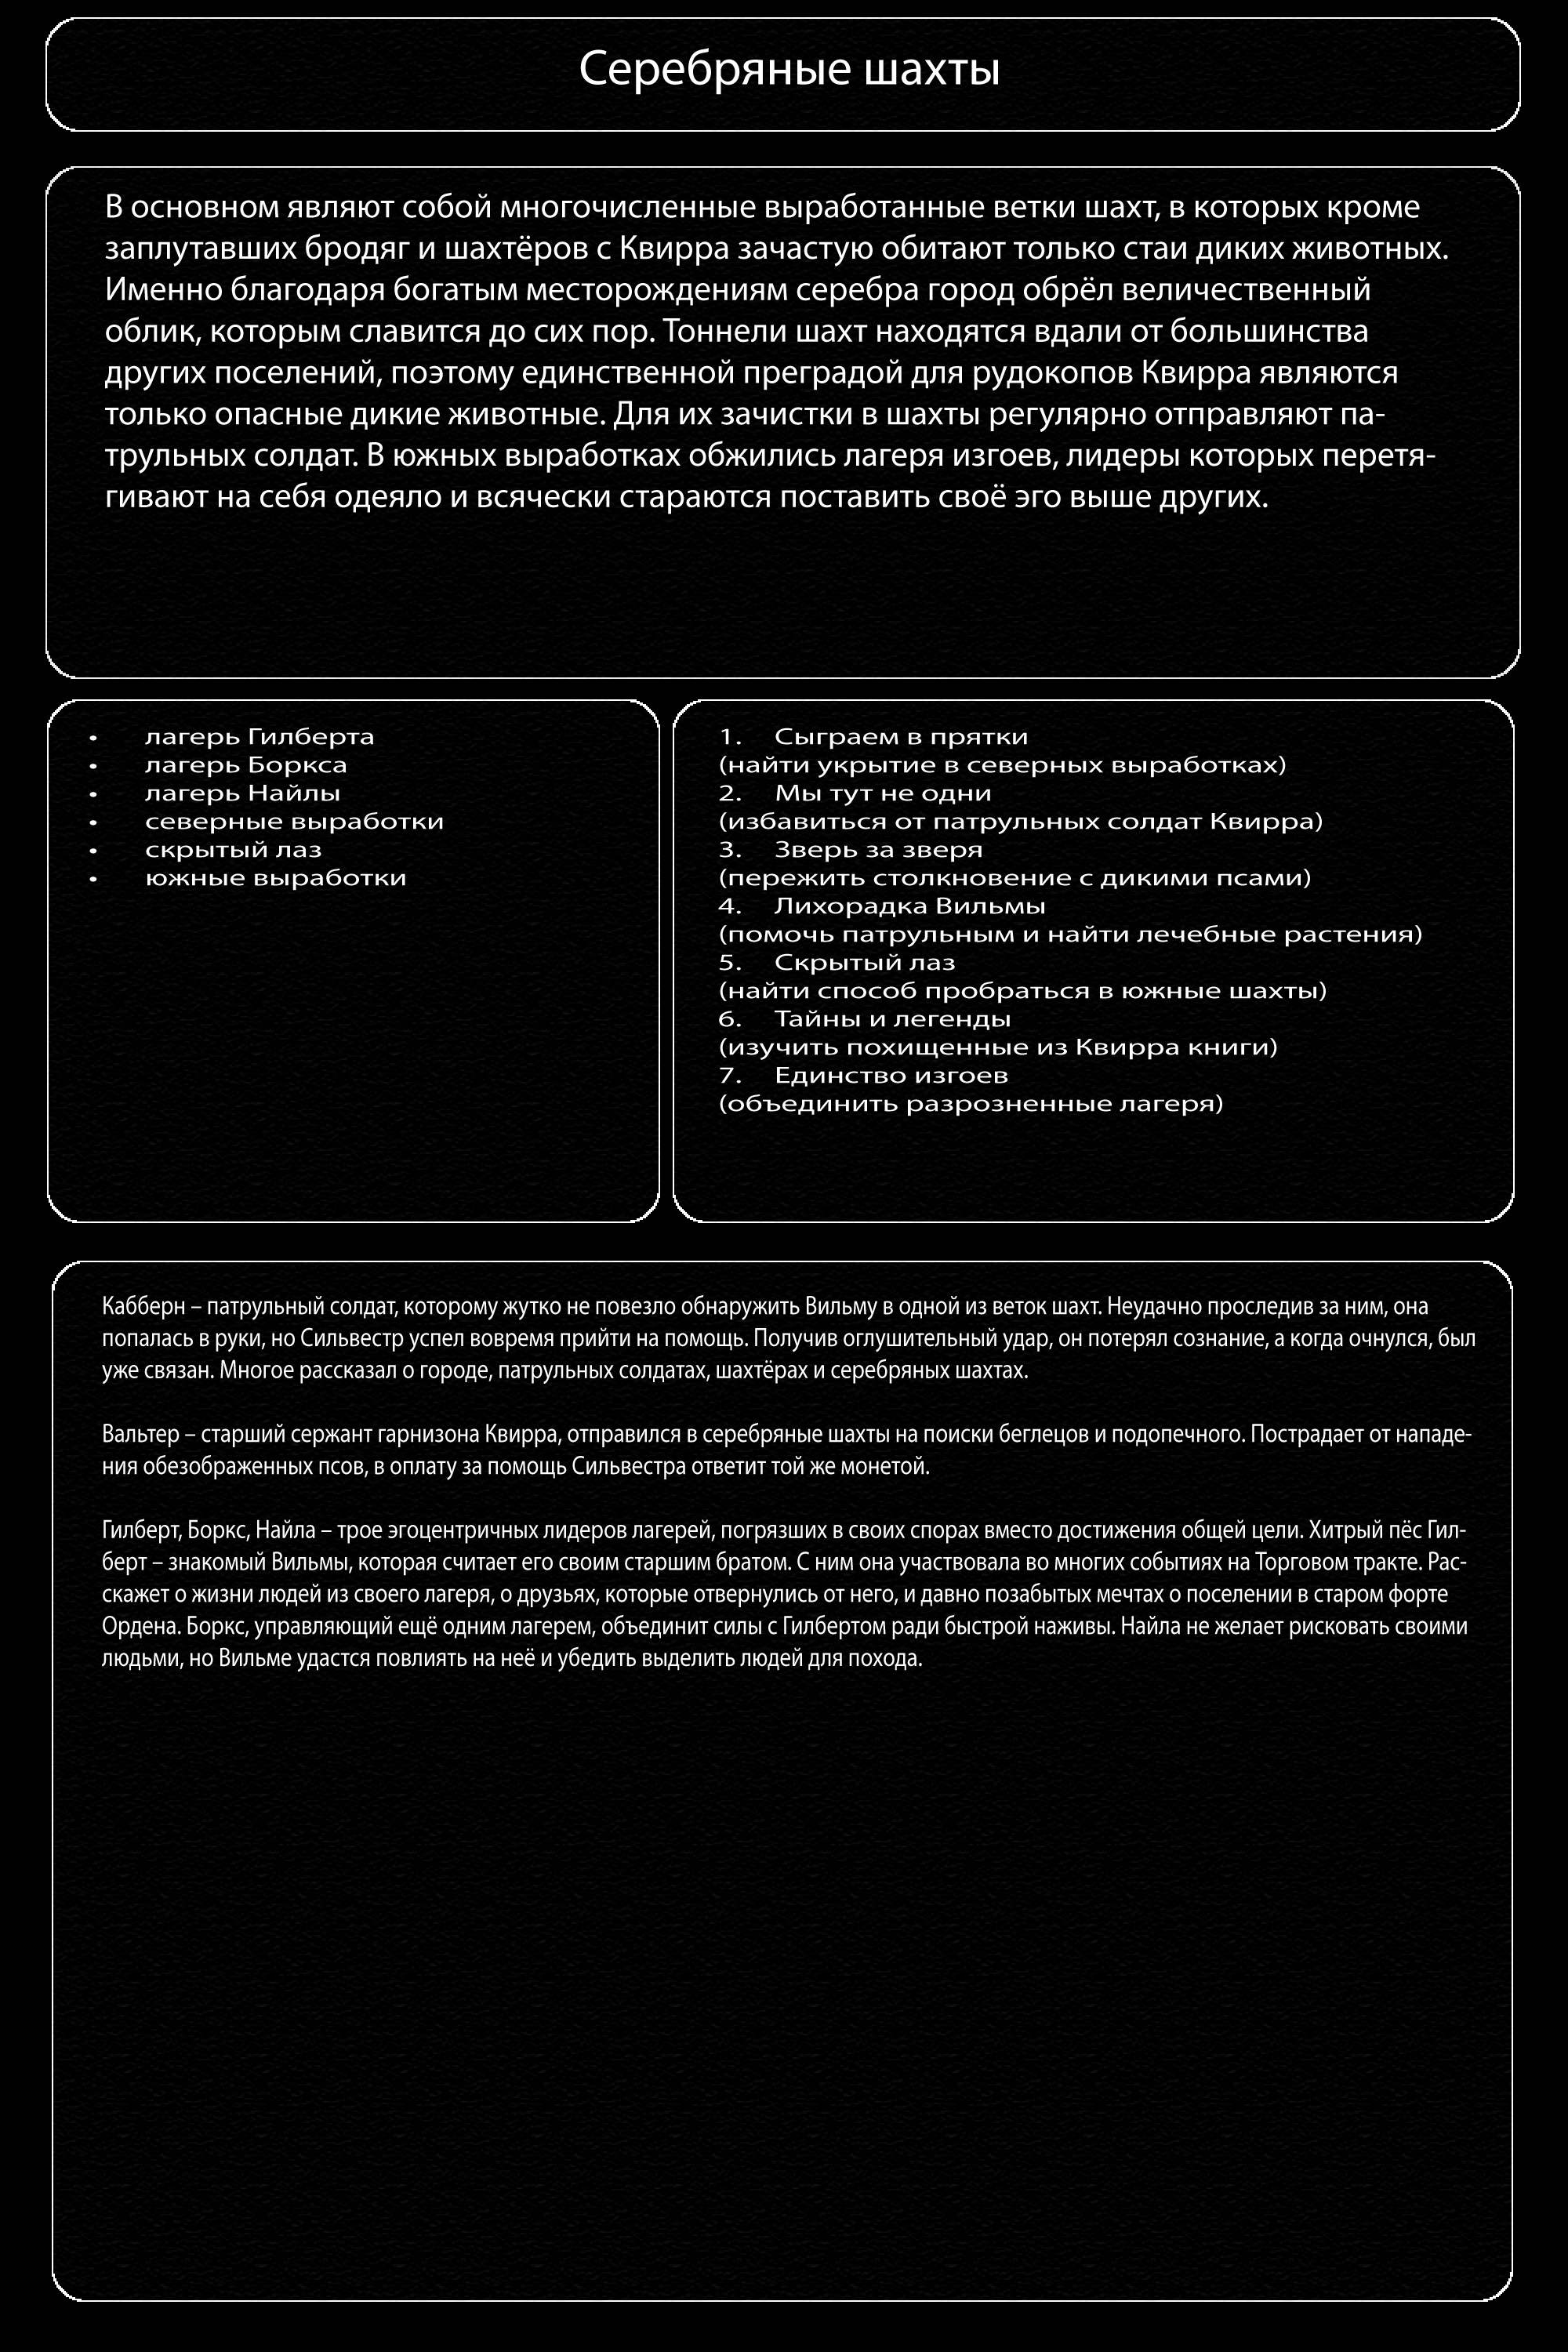 Серебряные шахты
В основном являют собой многочисленные выработанные ветки шахт, в которых кроме
заплутавших бродяг и шахтёров с Квирра зачастую обитают только стаи диких животных.
Именно благодаря богатым месторождениям серебра город обрёл величественный
облик, которым славится до сих пор. Тоннели шахт находятся вдали от большинства
других поселений, поэтому единственной преградой для рудокопов Квирра являются
только опасные дикие животные. Для их зачистки в шахты регулярно отправляют па-
трульных солдат. В южных выработках обжились лагеря изгоев, лидеры которых перетя-
гивают на себя одеяло и всячески стараются поставить своё эго выше других.
• лагерь Гилберта
• лагерь Боркса
• лагерь Найлы
• северные выработки
• скрытый лаз
• южные выработки
1. Сыграем в прятки
(найти укрытие в северных выработках)
2. Мы тут не одни
(избавиться от патрульных солдат Квирра)
3. Зверь за зверя
(пережить столкновение с дикими псами)
4. Лихорадка Вильмы
(помочь патрульным и найти лечебные растения)
5. Скрытый лаз
(найти способ пробраться в южные шахты)
6. Тайны и легенды
(изучить похищенные из Квирра книги)
7. Единство изгоев
(объединить разрозненные лагеря)
Кабберн – патрульный солдат, которому жутко не повезло обнаружить Вильму в одной из веток шахт. Неудачно проследив за ним, она
попалась в руки, но Сильвестр успел вовремя прийти на помощь. Получив оглушительный удар, он потерял сознание, а когда очнулся, был
уже связан. Многое рассказал о городе, патрульных солдатах, шахтёрах и серебряных шахтах.
Вальтер – старший сержант гарнизона Квирра, отправился в серебряные шахты на поиски беглецов и подопечного. Пострадает от нападе-
ния обезображенных псов, в оплату за помощь Сильвестра ответит той же монетой.
Гилберт, Боркс, Найла – трое эгоцентричных лидеров лагерей, погрязших в своих спорах вместо достижения общей цели. Хитрый пёс Гил-
берт – знакомый Вильмы, которая считает его своим старшим братом. С ним она участвовала во многих событиях на Торговом тракте. Рас-
скажет о жизни людей из своего лагеря, о друзьях, которые отвернулись от него, и давно позабытых мечтах о поселении в старом форте
Ордена. Боркс, управляющий ещё одним лагерем, объединит силы с Гилбертом ради быстрой наживы. Найла не желает рисковать своими
людьми, но Вильме удастся повлиять на неё и убедить выделить людей для похода.